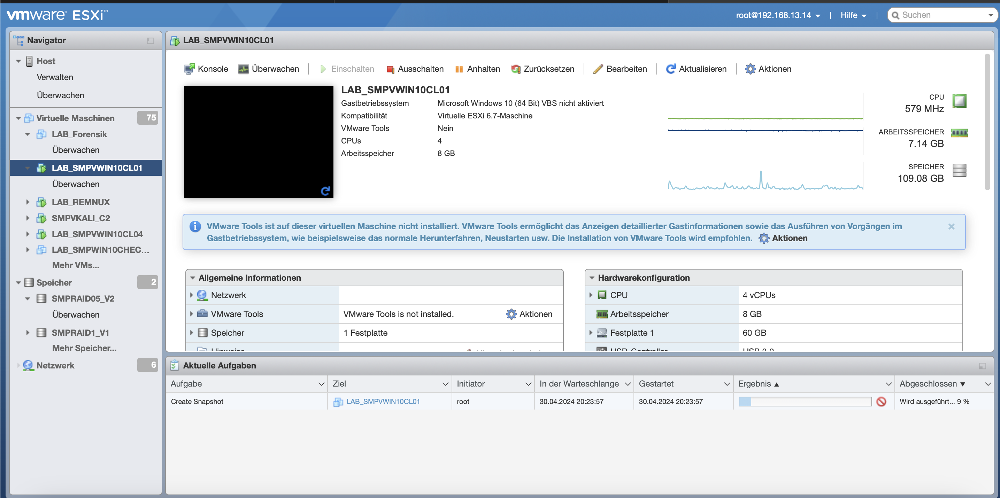 vmware ESXi™
root@192.168.13.14 | Hilfe | Suchen
Navigator
Host
Verwalten
Überwachen
Virtuelle Maschinen 75
LAB_Forensik
Überwachen
LAB_SMPVWIN10CL01
Überwachen
LAB_REMNUX
SMPVKALI_C2
LAB_SMPVWIN10CL04
LAB_SMPWIN10CHEC...
Mehr VMs...
Speicher 2
SMPRAID05_V2
Überwachen
SMPRAID1_V1
Mehr Speicher...
Netzwerk 6
LAB_SMPVWIN10CL01
Konsole Überwachen | Einschalten Ausschalten Anhalten Zurücksetzen | Bearbeiten | Aktualisieren | Aktionen
LAB_SMPVWIN10CL01
Gastbetriebssystem Microsoft Windows 10 (64 Bit) VBS nicht aktiviert
Kompatibilität Virtuelle ESXi 6.7-Maschine
VMware Tools Nein
CPUs 4
Arbeitsspeicher 8 GB
CPU
579 MHz
ARBEITSSPEICHER
7.14 GB
SPEICHER
109.08 GB
VMware Tools ist auf dieser virtuellen Maschine nicht installiert. VMware Tools ermöglicht das Anzeigen detaillierter Gastinformationen sowie das Ausführen von Vorgängen im
Gastbetriebssystem, wie beispielsweise das normale Herunterfahren, Neustarten usw. Die Installation von VMware Tools wird empfohlen. Aktionen
Allgemeine Informationen
Netzwerk
VMware Tools VMware Tools is not installed. Aktionen
Speicher 1 Festplatte
Hinweise
Hardwarekonfiguration
CPU 4 vCPUs
Arbeitsspeicher 8 GB
Festplatte 1 60 GB
USB-Controller USB 2.0
Aktuelle Aufgaben
Aufgabe Ziel Initiator In der Warteschlange Gestartet Ergebnis ▲ Abgeschlossen ▼
Create Snapshot LAB_SMPVWIN10CL01 root 30.04.2024 20:23:57 30.04.2024 20:23:57 Wird ausgeführt... 9 %